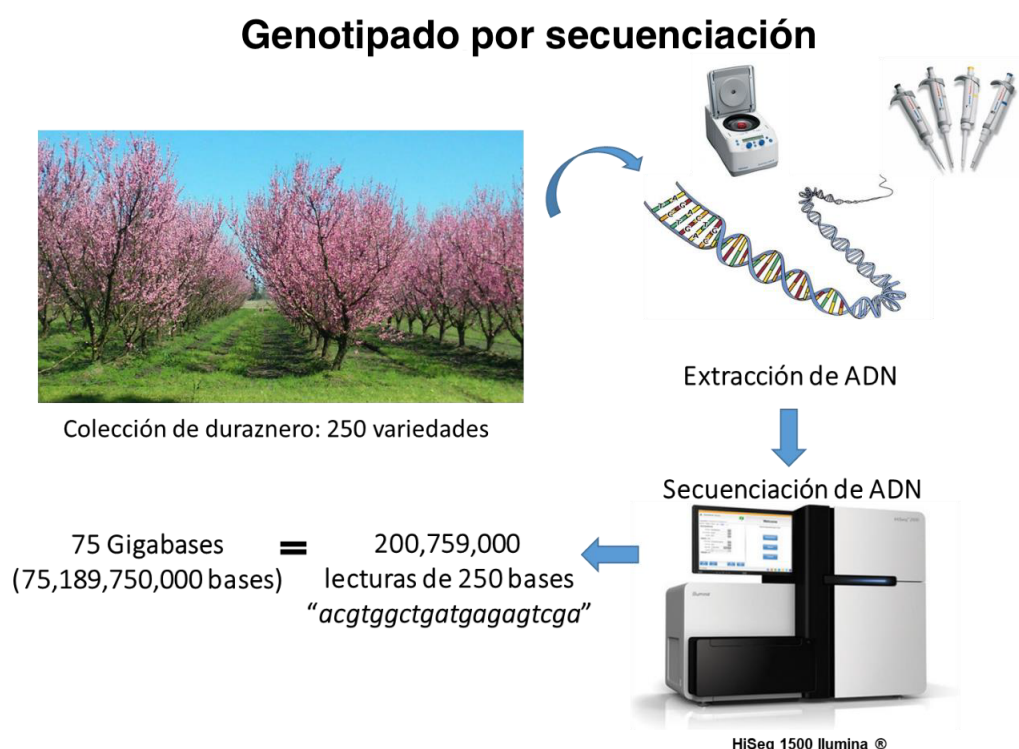 Genotipado por secuenciación
Colección de duraznero: 250 variedades
Extracción de ADN
Secuenciación de ADN
75 Gigabases
(75,189,750,000 bases)
=
200,759,000
lecturas de 250 bases
“acgtggctgatgagagtcga”
HiSeq 1500 Ilumina ®